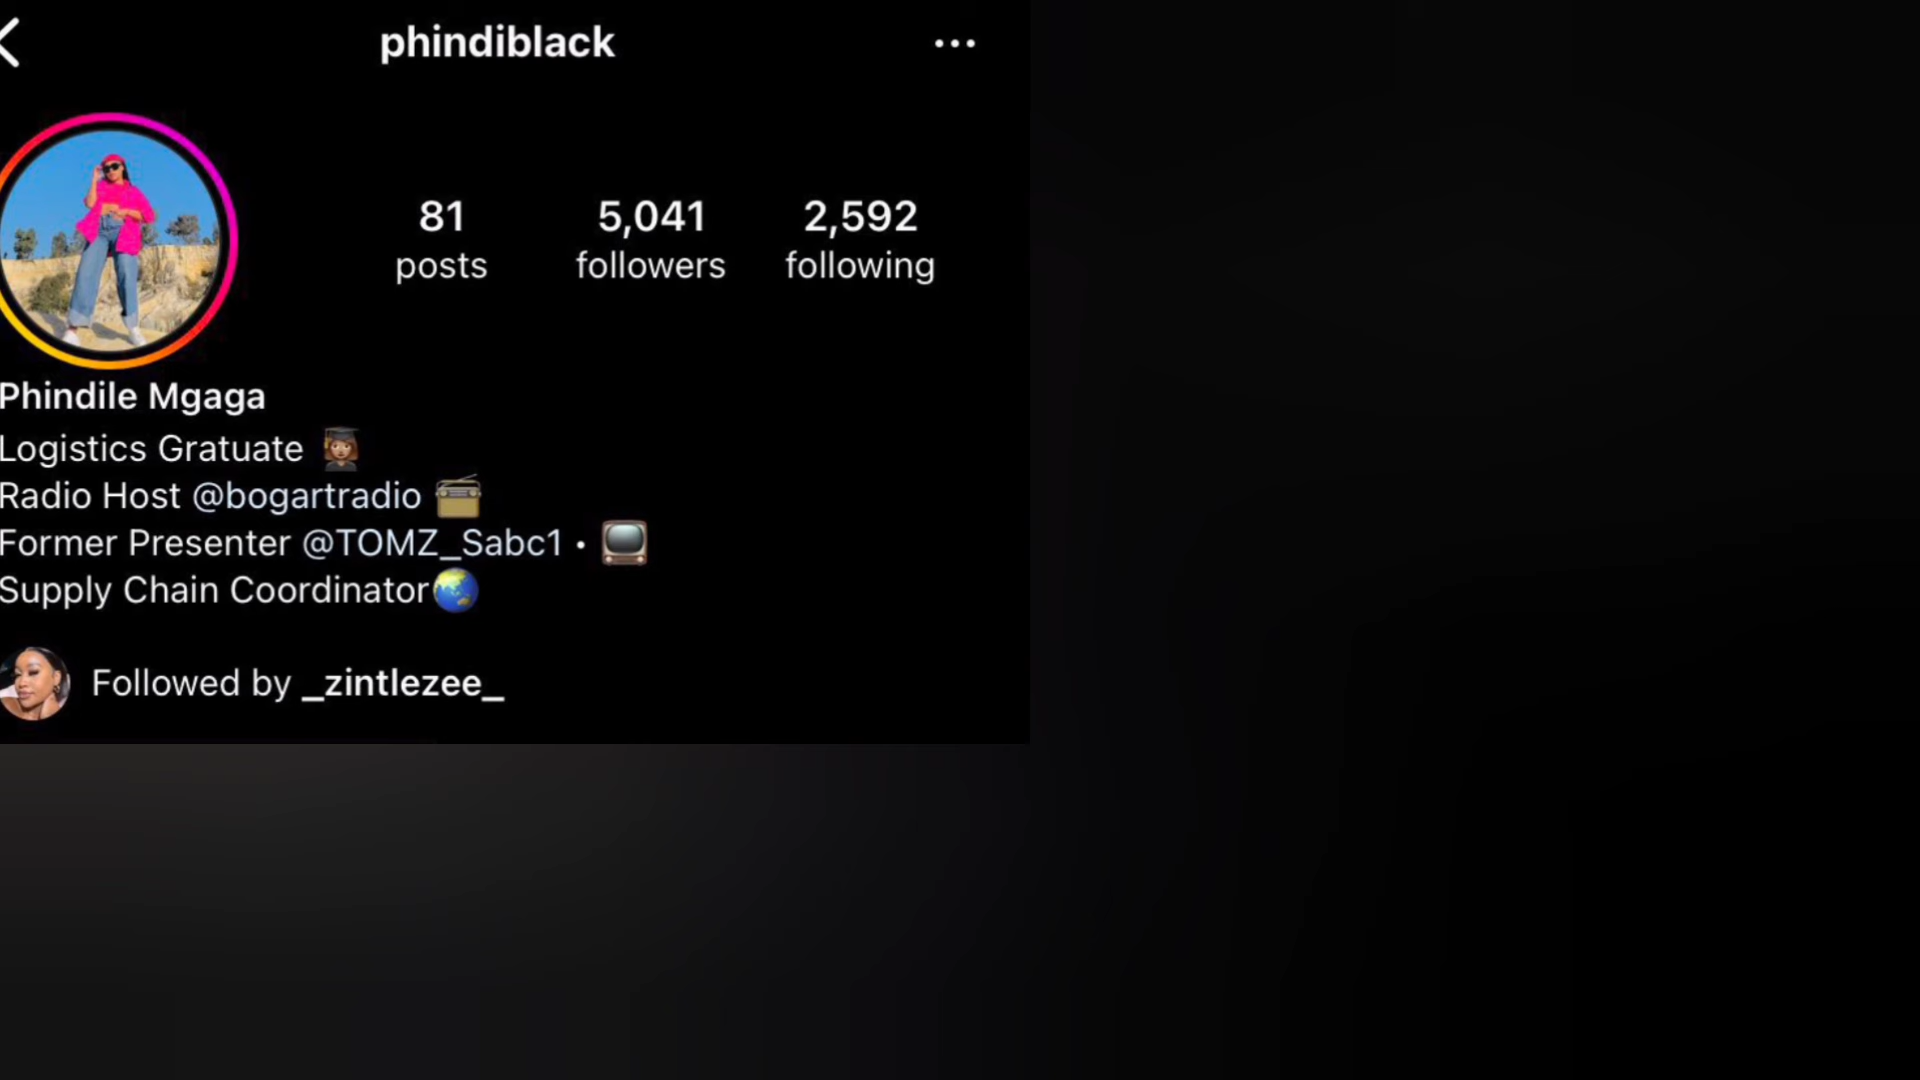 phindiblack
81 5,041 2,592
posts followers following
Phindile Mgaga
Logistics Gratuate 👩🏽‍🎓
Radio Host @bogartradio 📻
Former Presenter @TOMZ_Sabc1 • 📺
Supply Chain Coordinator🌏
Followed by _zintlezee_